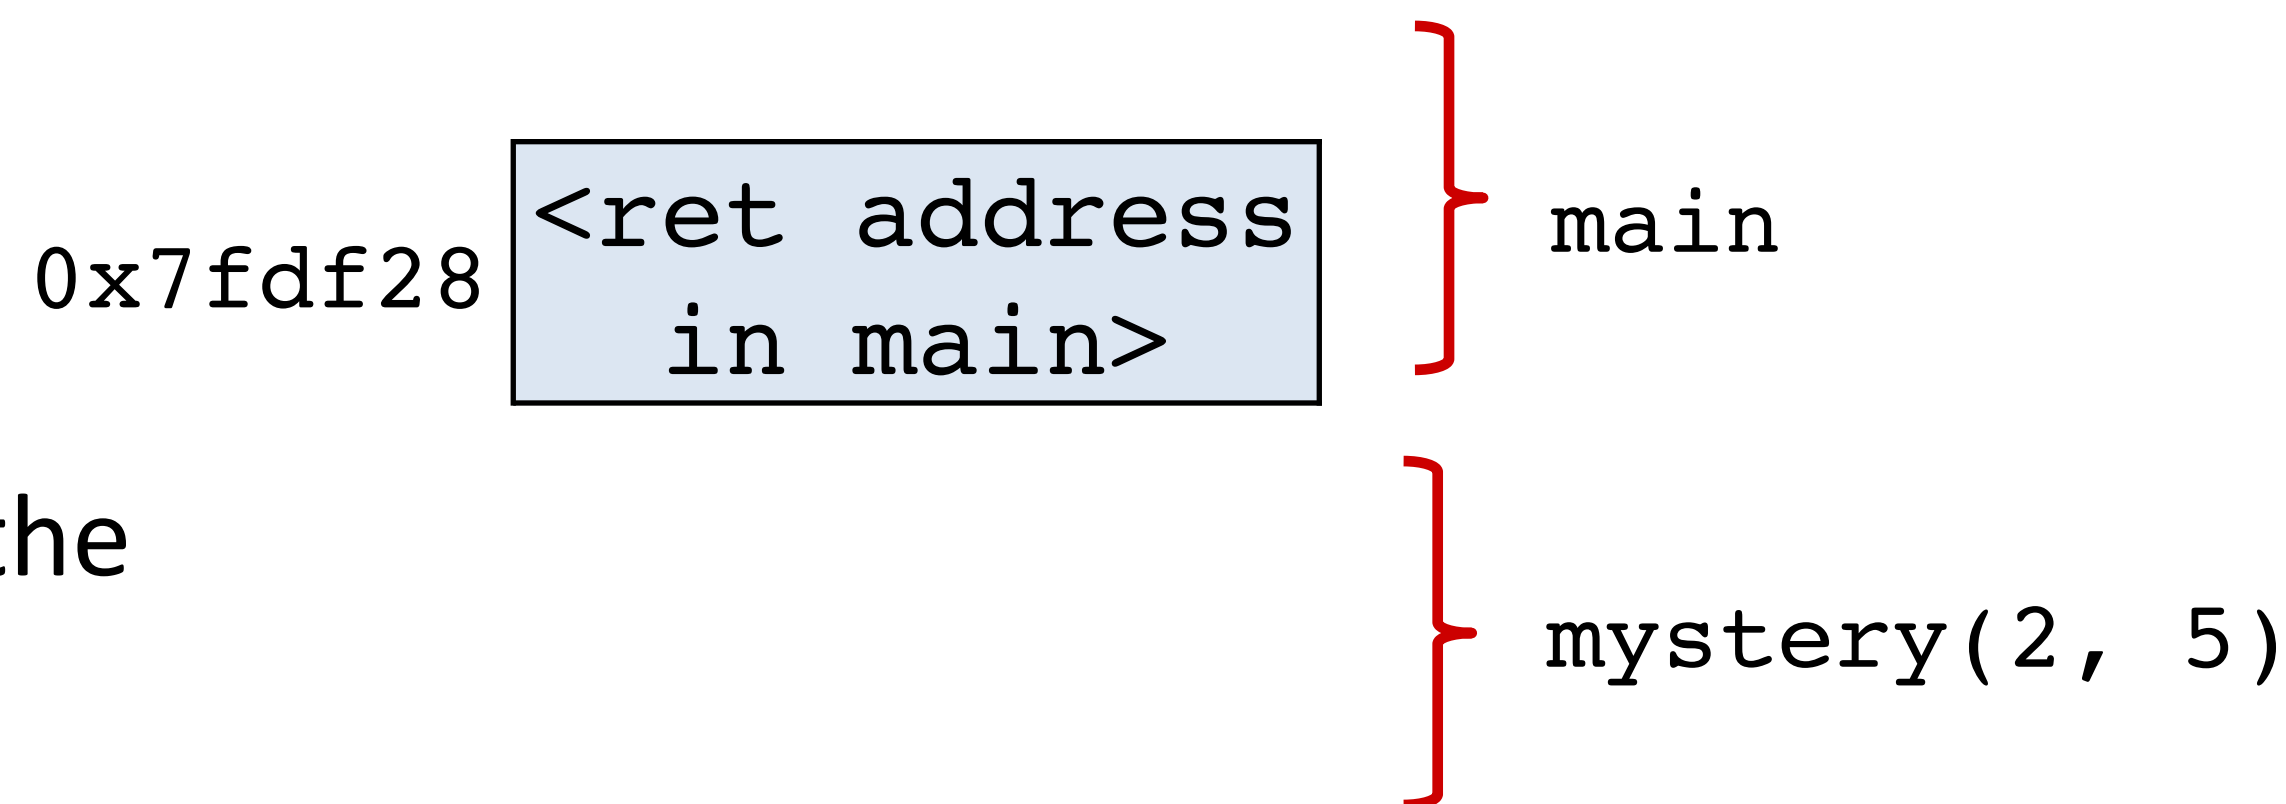 <ret address
main
0x7fdf28
in main>
the
mystery(2, 5)